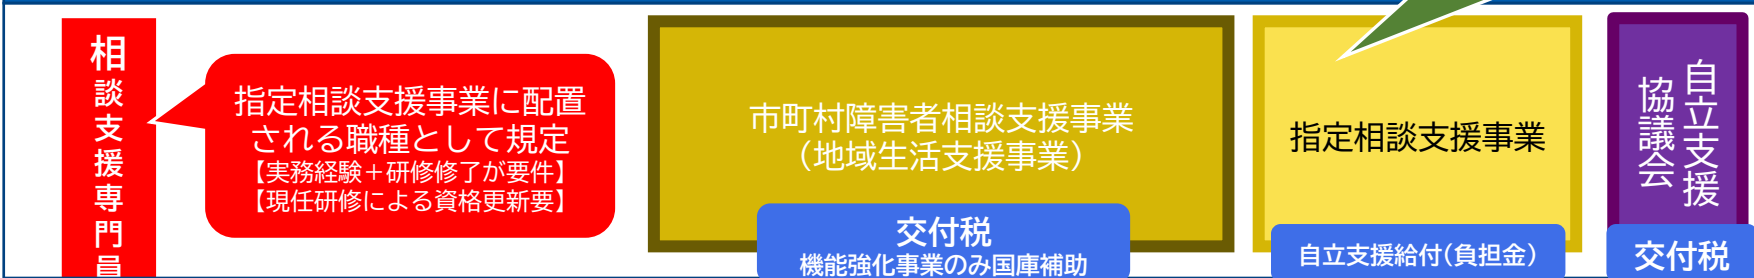 相談支援専門員
指定相談支援事業に配置
される職種として規定
【実務経験＋研修修了が要件】
【現任研修による資格更新要】
市町村障害者相談支援事業
（地域生活支援事業）
交付税
機能強化事業のみ国庫補助
指定相談支援事業
自立支援給付(負担金)
自立支援
協議会
交付税